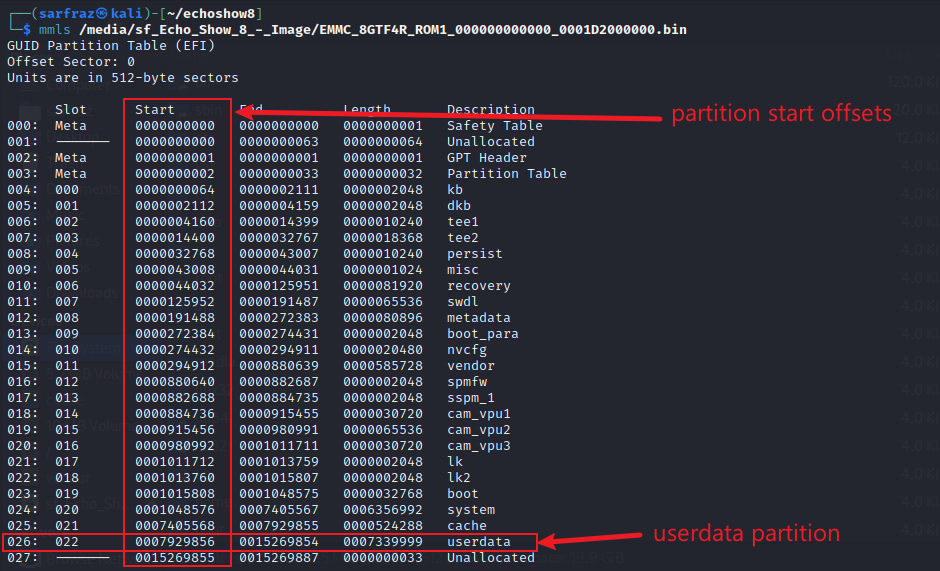 ┌──(sarfraz㉿kali)-[~/echoshow8]
└─$ mmls /media/sf_Echo_Show_8_-_Image/EMMC_8GTF4R_ROM1_000000000000_0001D2000000.bin
GUID Partition Table (EFI)
Offset Sector: 0
Units are in 512-byte sectors
Slot Start End Length Description
partition start offsets
000: Meta 0000000000 0000000000 0000000001 Safety Table
001: ------- 0000000000 0000000063 0000000064 Unallocated
002: Meta 0000000001 0000000001 0000000001 GPT Header
003: Meta 0000000002 0000000033 0000000032 Partition Table
004: 000 0000000064 0000002111 0000002048 kb
005: 001 0000002112 0000004159 0000002048 dkb
006: 002 0000004160 0000014399 0000010240 tee1
007: 003 0000014400 0000032767 0000018368 tee2
008: 004 0000032768 0000043007 0000010240 persist
009: 005 0000043008 0000044031 0000001024 misc
010: 006 0000044032 0000125951 0000081920 recovery
011: 007 0000125952 0000191487 0000065536 swdl
012: 008 0000191488 0000272383 0000080896 metadata
013: 009 0000272384 0000274431 0000002048 boot_para
014: 010 0000274432 0000294911 0000020480 nvcfg
015: 011 0000294912 0000880639 0000585728 vendor
016: 012 0000880640 0000882687 0000002048 spmfw
017: 013 0000882688 0000884735 0000002048 sspm_1
018: 014 0000884736 0000915455 0000030720 cam_vpu1
019: 015 0000915456 0000980991 0000065536 cam_vpu2
020: 016 0000980992 0001011711 0000030720 cam_vpu3
021: 017 0001011712 0001013759 0000002048 lk
022: 018 0001013760 0001015807 0000002048 lk2
023: 019 0001015808 0001048575 0000032768 boot
024: 020 0001048576 0007405567 0006356992 system
025: 021 0007405568 0007929855 0000524288 cache
026: 022 0007929856 0015269854 0007339999 userdata
userdata partition
027: ------- 0015269855 0015269887 0000000033 Unallocated